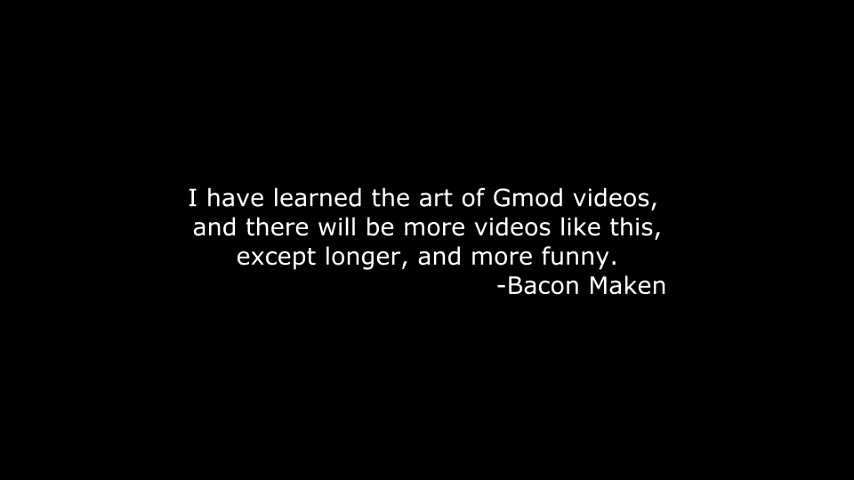 I have learned the art of Gmod videos,
and there will be more videos like this,
except longer, and more funny.
-Bacon Maken